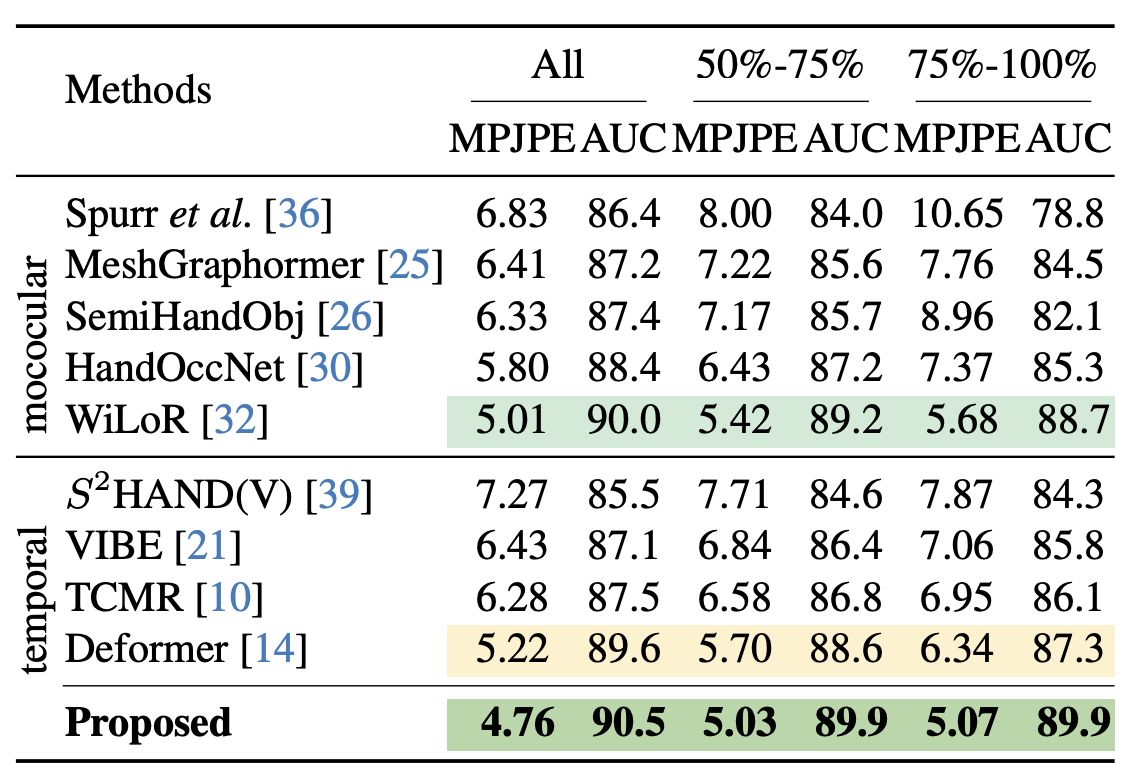 Methods All 50%-75% 75%-100%
MPJPE AUC MPJPE AUC MPJPE AUC
mococular
Spurr et al. [36] 6.83 86.4 8.00 84.0 10.65 78.8
MeshGraphormer [25] 6.41 87.2 7.22 85.6 7.76 84.5
SemiHandObj [26] 6.33 87.4 7.17 85.7 8.96 82.1
HandOccNet [30] 5.80 88.4 6.43 87.2 7.37 85.3
WiLoR [32] 5.01 90.0 5.42 89.2 5.68 88.7
temporal
S²HAND(V) [39] 7.27 85.5 7.71 84.6 7.87 84.3
VIBE [21] 6.43 87.1 6.84 86.4 7.06 85.8
TCMR [10] 6.28 87.5 6.58 86.8 6.95 86.1
Deformer [14] 5.22 89.6 5.70 88.6 6.34 87.3
Proposed 4.76 90.5 5.03 89.9 5.07 89.9